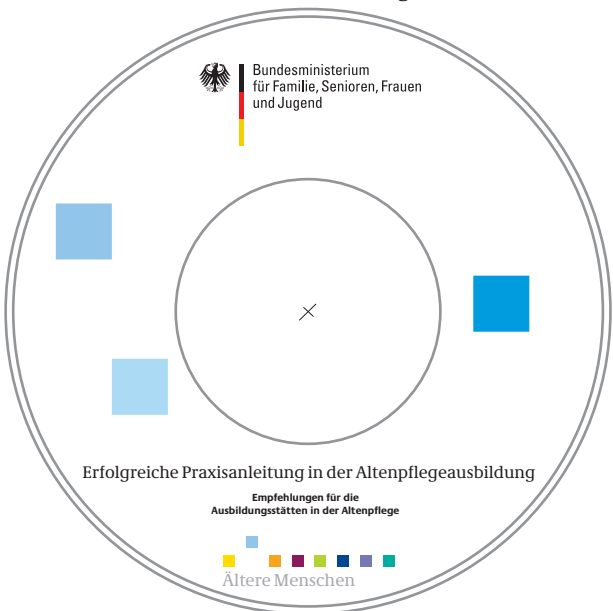 Bundesministerium
für Familie, Senioren, Frauen
und Jugend
Erfolgreiche Praxisanleitung in der Altenpflegeausbildung
Empfehlungen für die
Ausbildungsstätten in der Altenpflege
Ältere Menschen